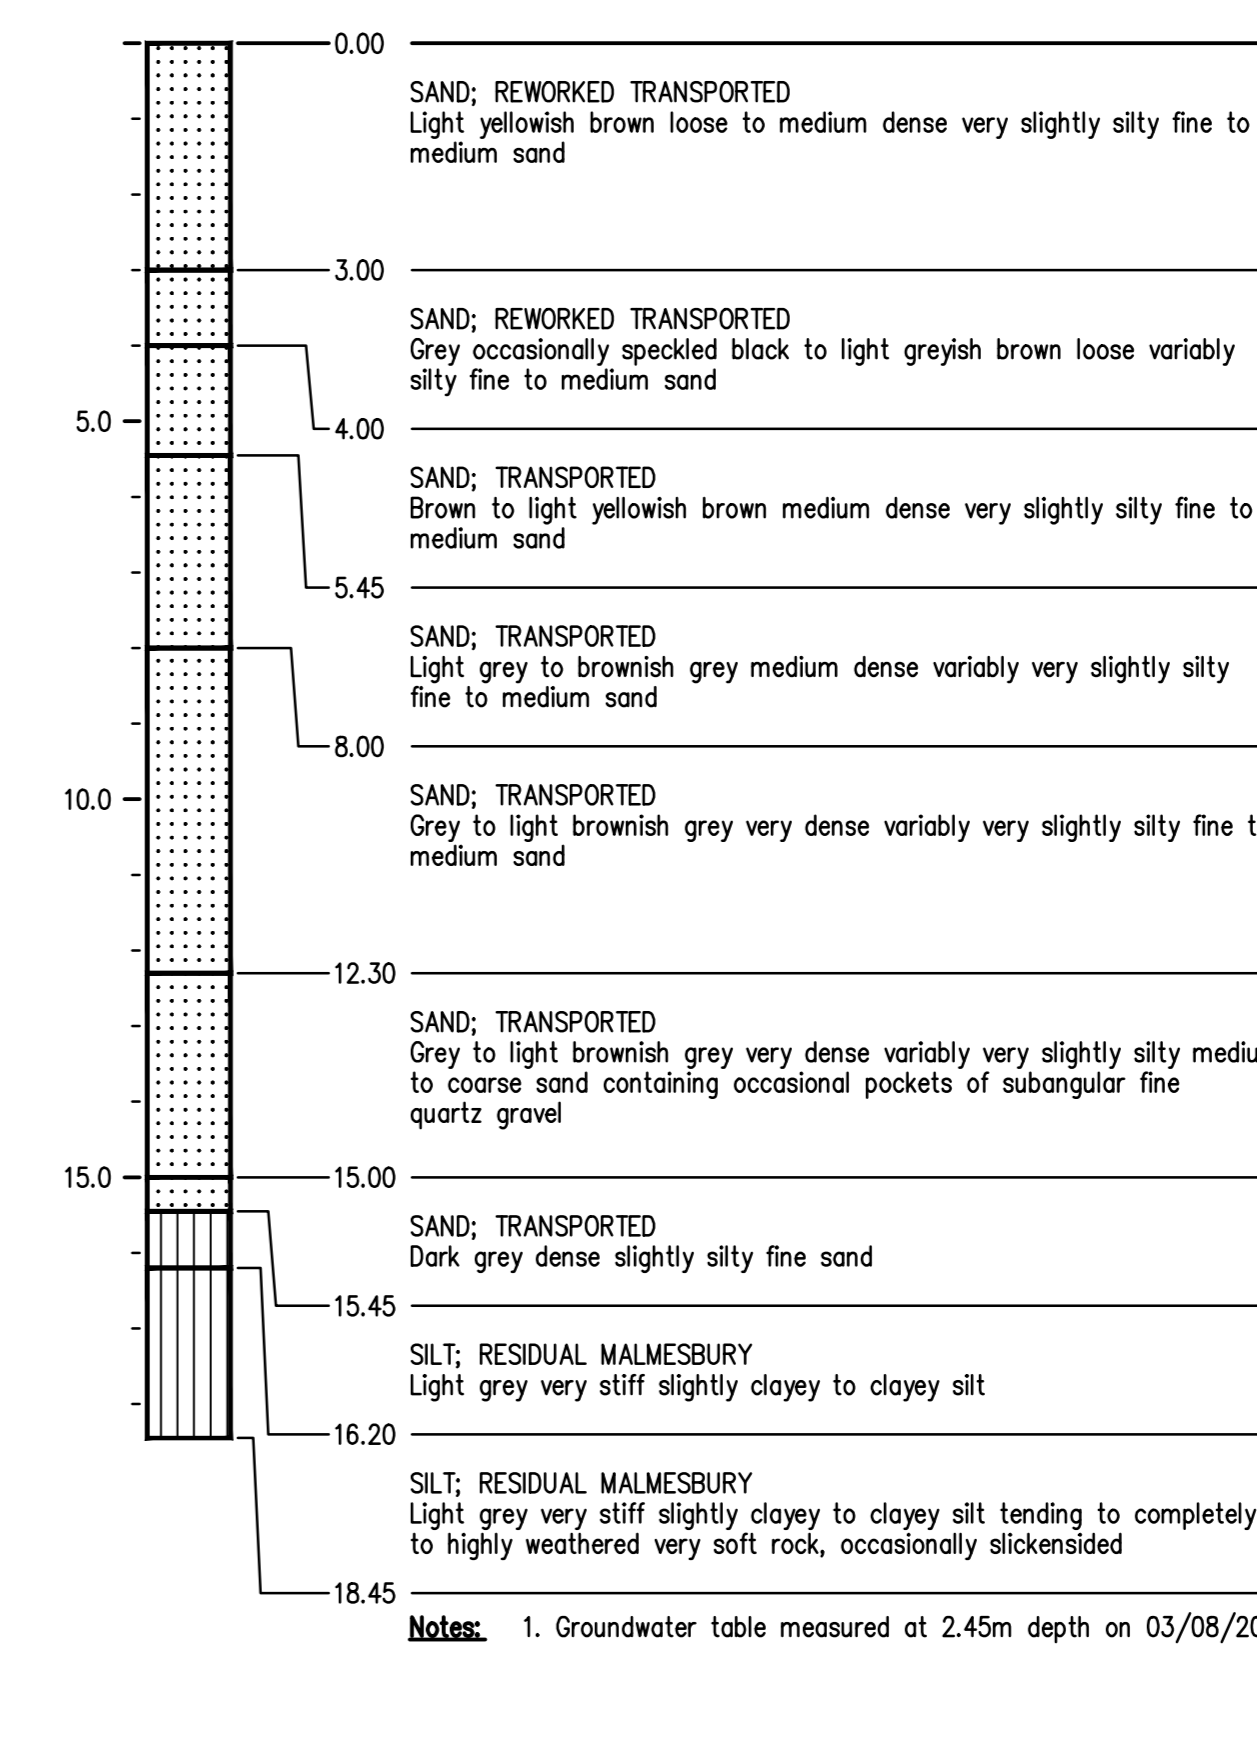 0.00
SAND; REWORKED TRANSPORTED
Light yellowish brown loose to medium dense very slightly silty fine to
medium sand
3.00
SAND; REWORKED TRANSPORTED
Grey occasionally speckled black to light greyish brown loose variably
silty fine to medium sand
5.0
4.00
SAND; TRANSPORTED
Brown to light yellowish brown medium dense very slightly silty fine to
medium sand
5.45
SAND; TRANSPORTED
Light grey to brownish grey medium dense variably very slightly silty
fine to medium sand
8.00
10.0
SAND; TRANSPORTED
Grey to light brownish grey very dense variably very slightly silty fine
medium sand
12.30
SAND; TRANSPORTED
Grey to light brownish grey very dense variably very slightly silty
to coarse sand containing occasional pockets of subangular fine
quartz gravel
15.0
15.00
SAND; TRANSPORTED
Dark grey dense slightly silty fine sand
15.45
SILT; RESIDUAL MALMESBURY
Light grey very stiff slightly clayey to clayey silt
16.20
SILT; RESIDUAL MALMESBURY
Light grey very stiff slightly clayey to clayey silt tending to completely
to highly weathered very soft rock, occasionally slickensided
18.45
Notes: 1. Groundwater table measured at 2.45m depth on